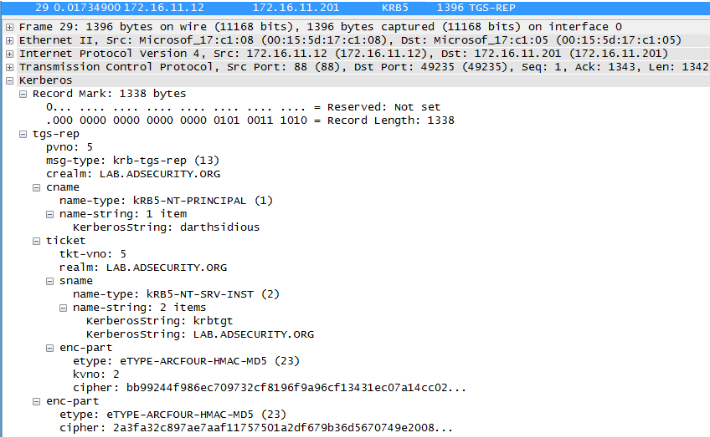 29 0.01734900 172.16.11.12 172.16.11.201 KRB5 1396 TGS-REP
Frame 29: 1396 bytes on wire (11168 bits), 1396 bytes captured (11168 bits) on interface 0
Ethernet II, Src: Microsof_17:c1:08 (00:15:5d:17:c1:08), Dst: Microsof_17:c1:05 (00:15:5d:17:c1:05)
Internet Protocol Version 4, Src: 172.16.11.12 (172.16.11.12), Dst: 172.16.11.201 (172.16.11.201)
Transmission Control Protocol, Src Port: 88 (88), Dst Port: 49235 (49235), Seq: 1, Ack: 1343, Len: 1342
Kerberos
Record Mark: 1338 bytes
0... .... .... .... .... .... .... .... = Reserved: Not set
.000 0000 0000 0000 0000 0101 0011 1010 = Record Length: 1338
tgs-rep
pvno: 5
msg-type: krb-tgs-rep (13)
crealm: LAB.ADSECURITY.ORG
cname
name-type: kRB5-NT-PRINCIPAL (1)
name-string: 1 item
KerberosString: darthsidious
ticket
tkt-vno: 5
realm: LAB.ADSECURITY.ORG
sname
name-type: kRB5-NT-SRV-INST (2)
name-string: 2 items
KerberosString: krbtgt
KerberosString: LAB.ADSECURITY.ORG
enc-part
etype: eTYPE-ARCFOUR-HMAC-MD5 (23)
kvno: 2
cipher: bb99244f986ec709732cf8196f9a96cf13431ec07a14cc02...
enc-part
etype: eTYPE-ARCFOUR-HMAC-MD5 (23)
cipher: 2a3fa32c897ae7aaf11757501a2df679b36d5670749e2008...